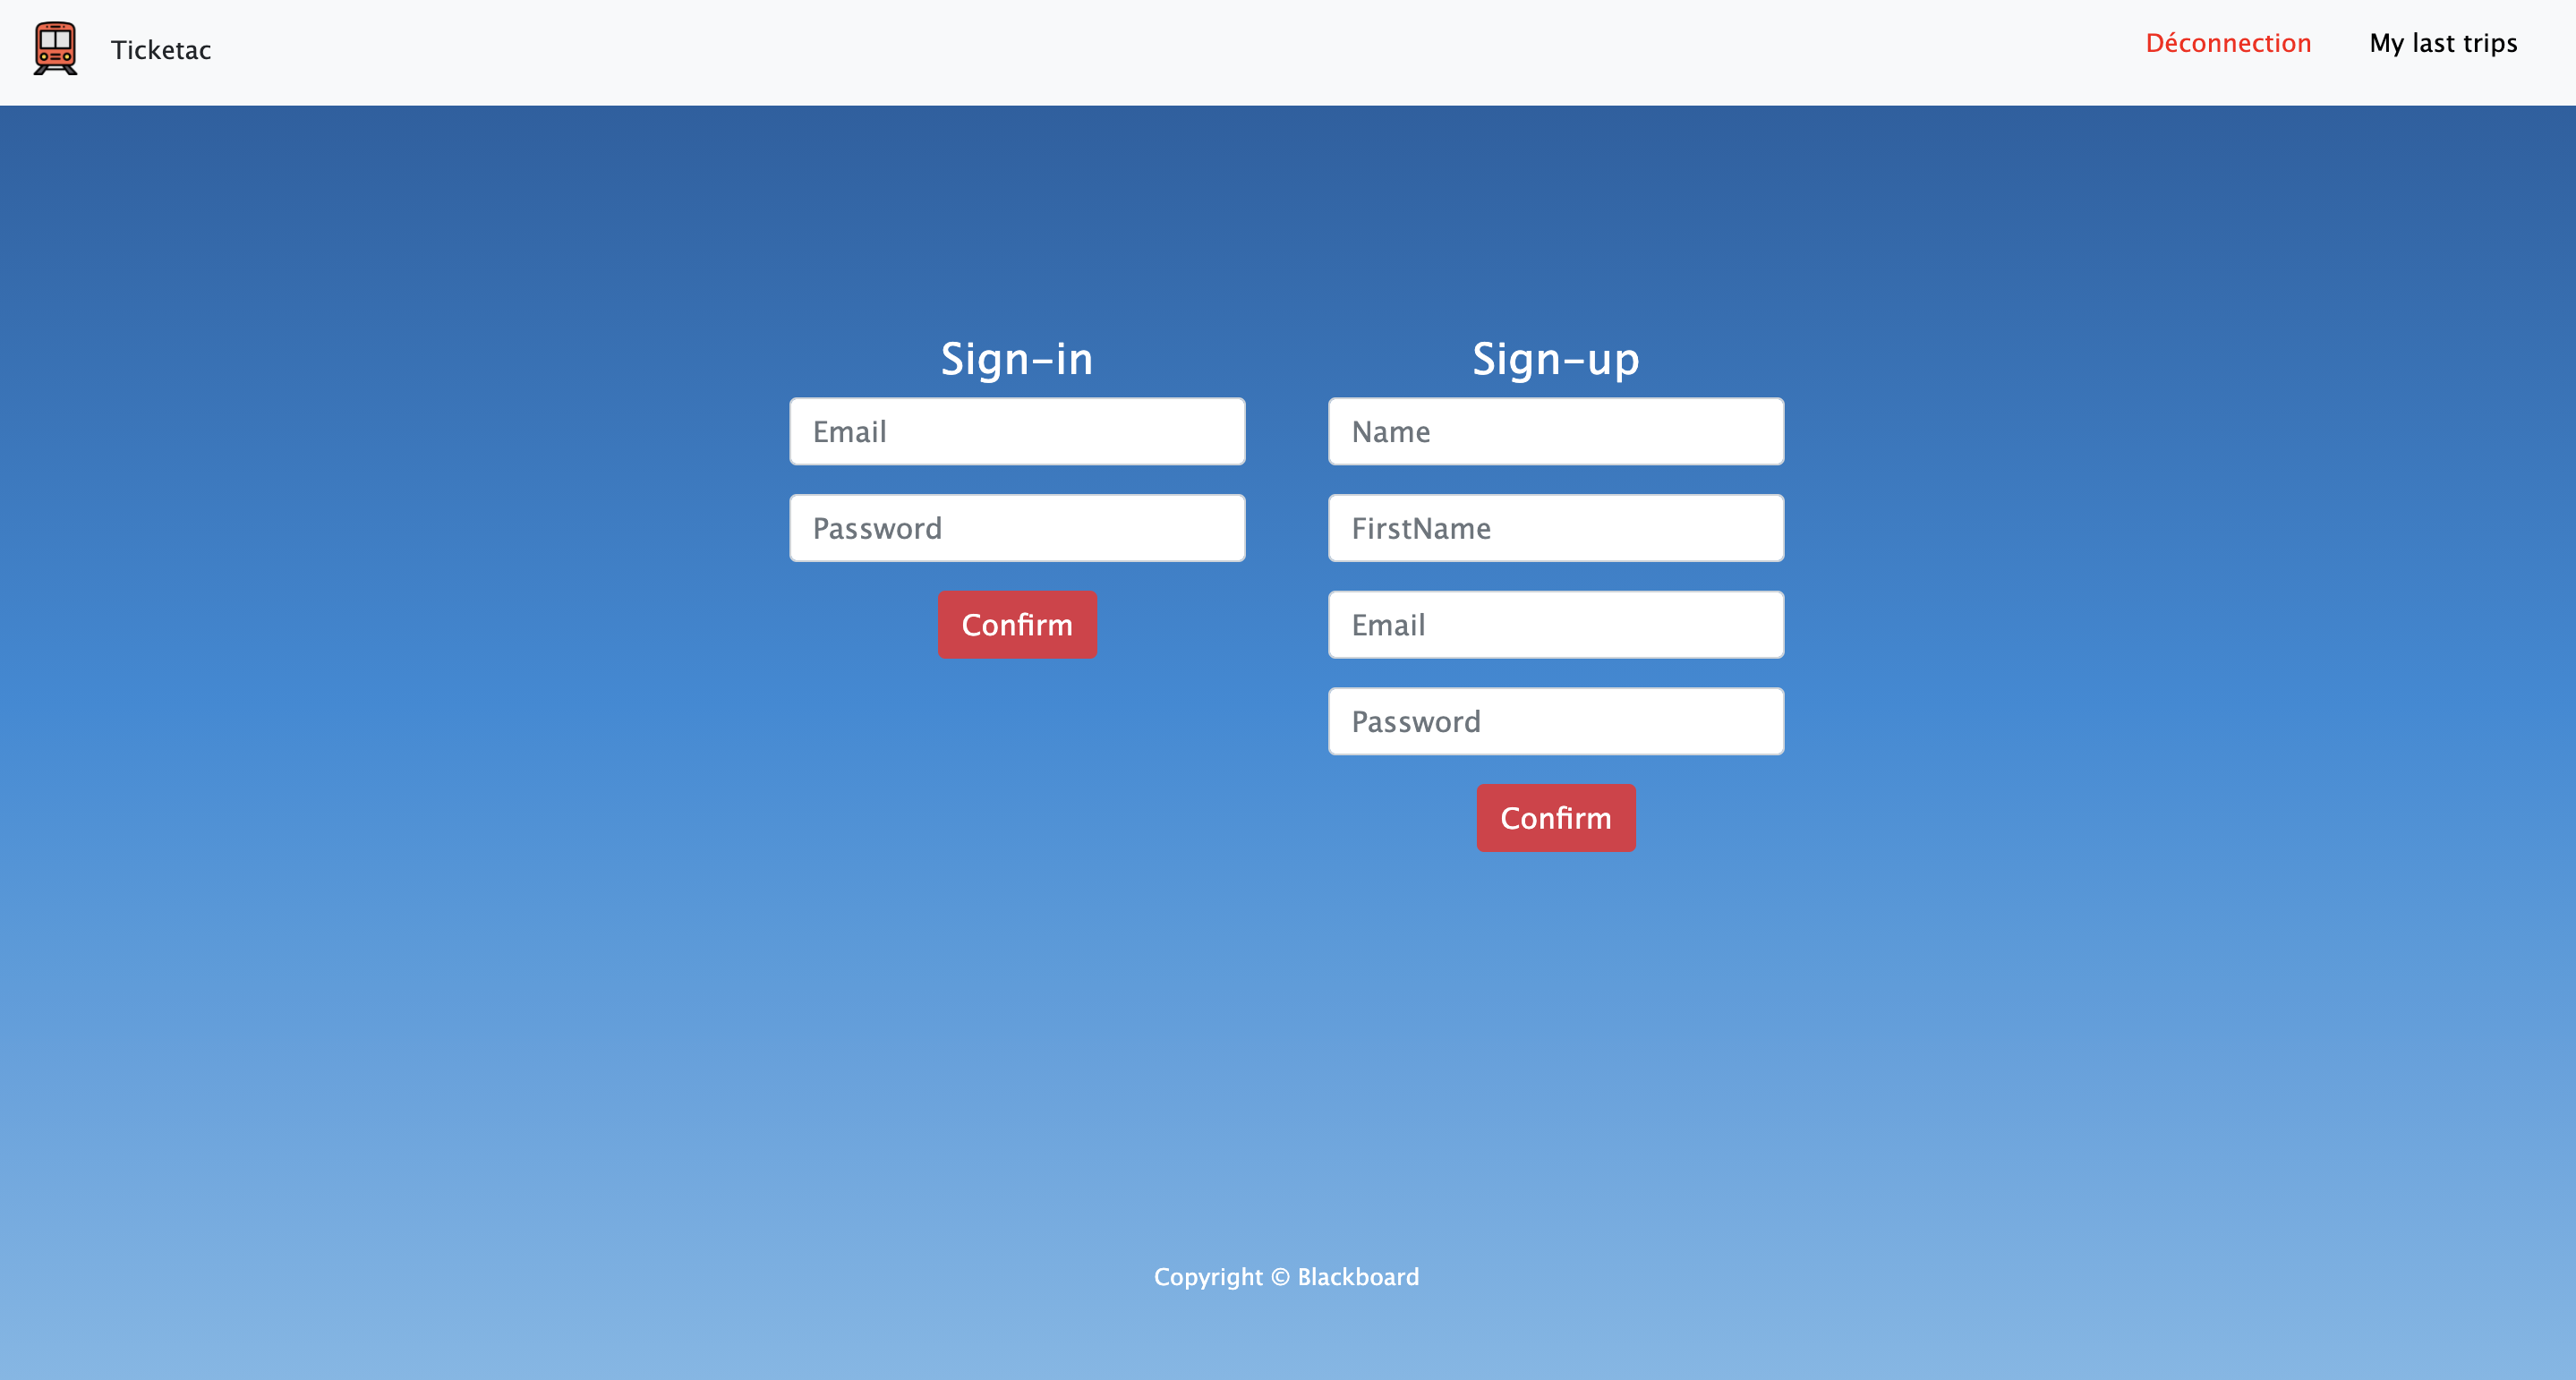 Ticketac
Déconnection
My last trips
Sign-in
Email
Password
Confirm
Sign-up
Name
FirstName
Email
Password
Confirm
Copyright © Blackboard